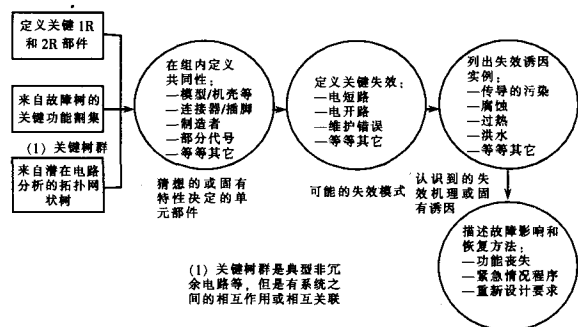 定义关键1R
和2R部件
来自故障树的
关键功能割集
(1) 关键树群
来自潜在电路
分析的拓扑网
状树
在组内定义
共同性:
—模型/机壳等
—连接器/插脚
—制造者
—部分代号
—等等其它
猜想的或固有
特性决定的单
元部件
定义关键失效:
—电短路
—电开路
—维护错误
—等等其它
可能的失效模式
列出失效诱因
实例:
—传导的污染
—腐蚀
—过热
—洪水
—等等其它
认识到的失
效机理或固
有诱因
描述故障影响和
恢复方法:
—功能丧失
—紧急情况程序
—重新设计要求
(1) 关键树群是典型非冗
余电路等,但是有系统之
间的相互作用或相互关联